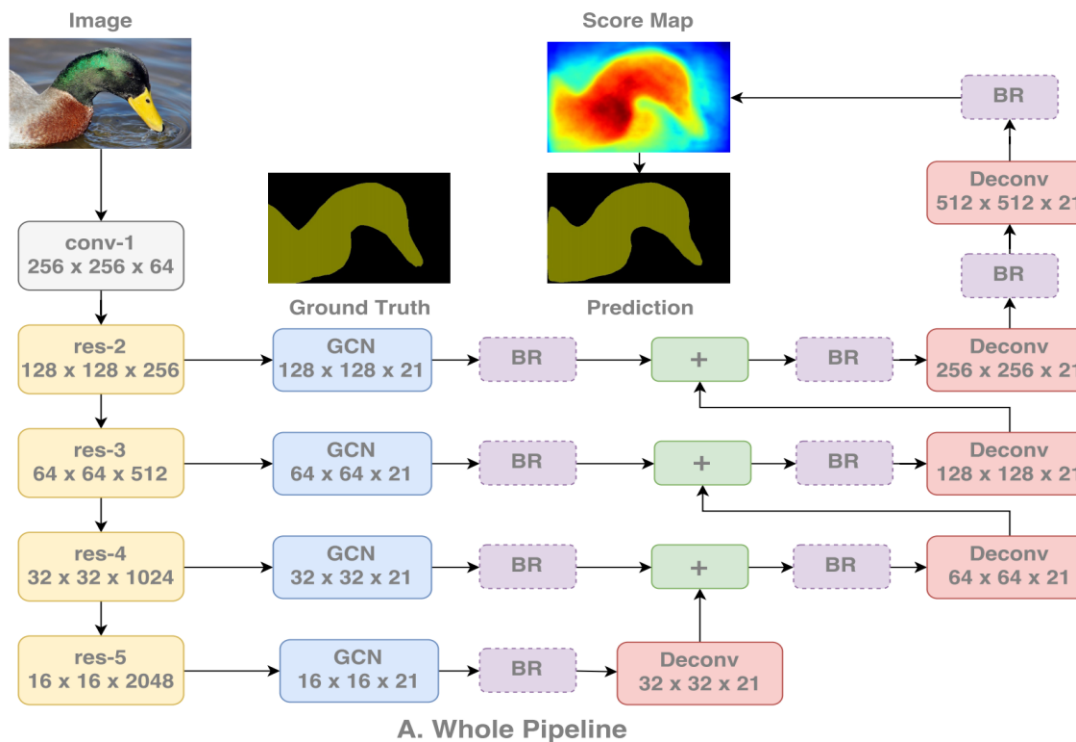 Image
Score Map
BR
Deconv
512 x 512 x 21
conv-1
256 x 256 x 64
BR
Ground Truth
Prediction
res-2
128 x 128 x 256
GCN
128 x 128 x 21
BR
+
BR
Deconv
256 x 256 x 21
res-3
64 x 64 x 512
GCN
64 x 64 x 21
BR
+
BR
Deconv
128 x 128 x 21
res-4
32 x 32 x 1024
GCN
32 x 32 x 21
BR
+
BR
Deconv
64 x 64 x 21
res-5
16 x 16 x 2048
GCN
16 x 16 x 21
BR
Deconv
32 x 32 x 21
A. Whole Pipeline